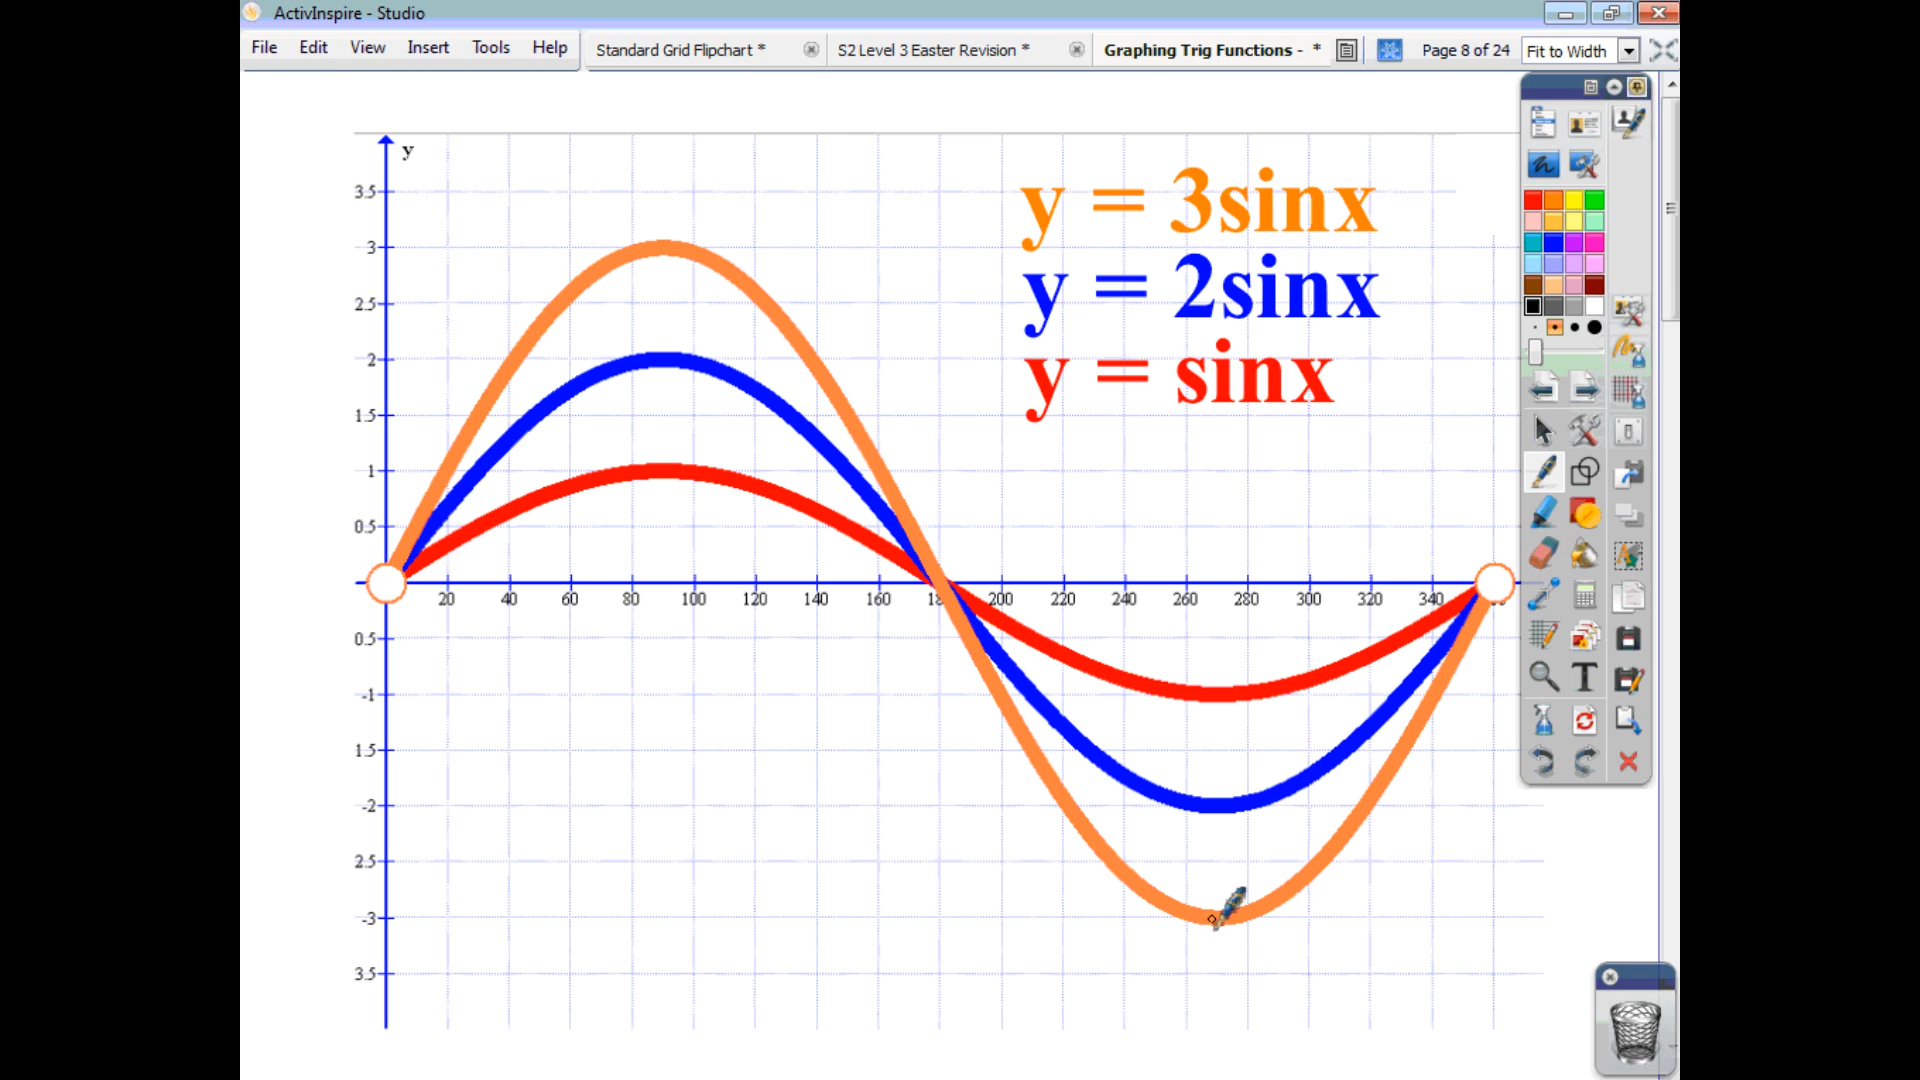 ActivInspire - Studio
File Edit View Insert Tools Help
Standard Grid Flipchart * S2 Level 3 Easter Revision * Graphing Trig Functions - * Page 8 of 24 Fit to Width
y
y = 3sinx
y = 2sinx
y = sinx
3.5
3
2.5
2
1.5
1
0.5
20 40 60 80 100 120 140 160 200 220 240 260 280 300 320 340
0.5
-1
1.5
-2
2.5
-3
3.5
T